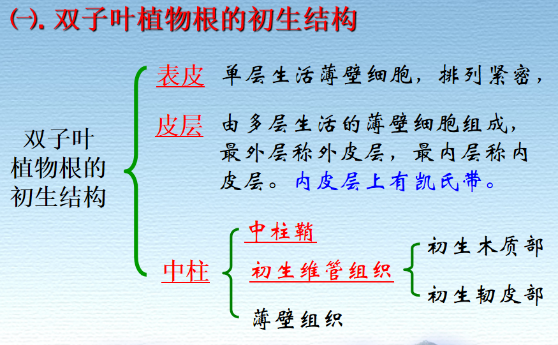 ㈠. 双子叶植物根的初生结构
表皮 单层生活薄壁细胞，排列紧密，
皮层 由多层生活的薄壁细胞组成，
最外层称外皮层，最内层称内
皮层。内皮层上有凯氏带。
双子叶
植物根的
初生结构
中柱
中柱鞘
初生维管组织
薄壁组织
初生木质部
初生韧皮部